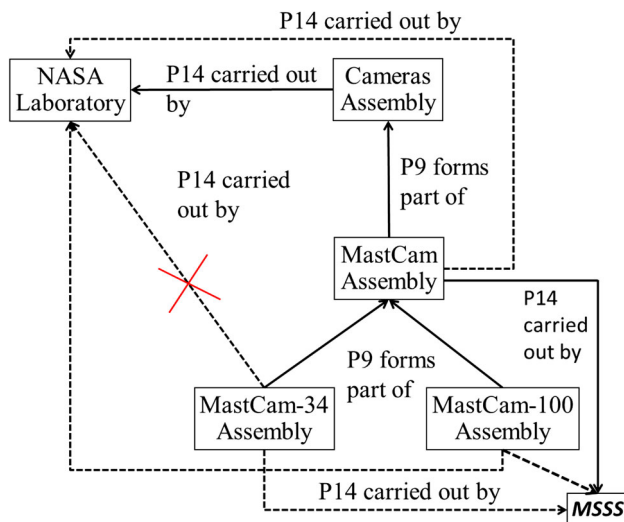 P14 carried out by
NASA
Laboratory
P14 carried out
by
Cameras
Assembly
P14 carried
out by
P9 forms
part of
MastCam
Assembly
P14
carried
out by
P9 forms
part of
MastCam-34
Assembly
MastCam-100
Assembly
P14 carried out by
MSSS